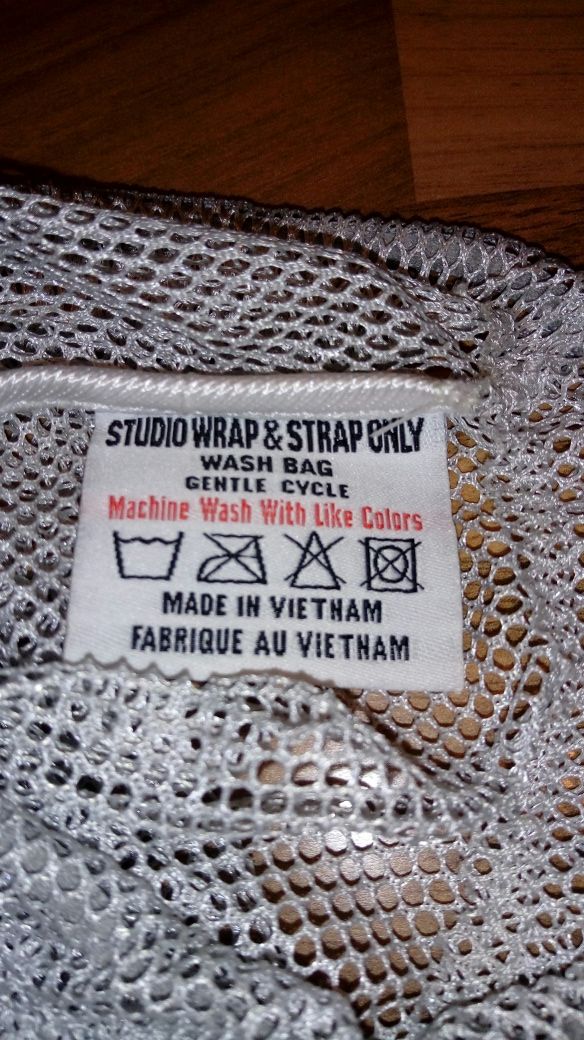 STUDIO WRAP & STRAP ONLY
WASH BAG
GENTLE CYCLE
Machine Wash With Like Colors
MADE IN VIETNAM
FABRIQUE AU VIETNAM